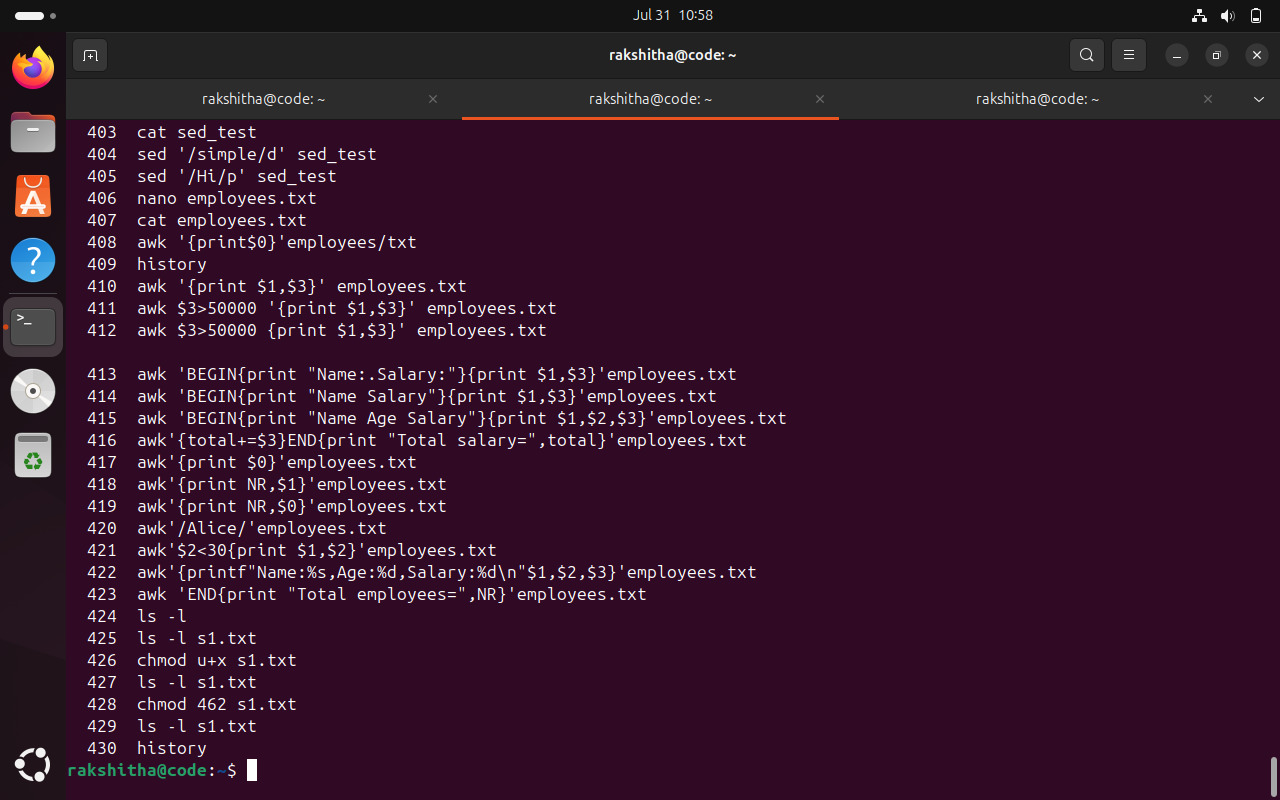 Jul 31 10:58
rakshitha@code: ~
rakshitha@code: ~
rakshitha@code: ~
rakshitha@code: ~
403 cat sed_test
404 sed '/simple/d' sed_test
405 sed '/Hi/p' sed_test
406 nano employees.txt
407 cat employees.txt
408 awk '{print$0}'employees/txt
409 history
410 awk '{print $1,$3}' employees.txt
411 awk $3>50000 '{print $1,$3}' employees.txt
412 awk $3>50000 {print $1,$3}' employees.txt
413 awk 'BEGIN{print "Name:.Salary:"}{print $1,$3}'employees.txt
414 awk 'BEGIN{print "Name Salary"}{print $1,$3}'employees.txt
415 awk 'BEGIN{print "Name Age Salary"}{print $1,$2,$3}'employees.txt
416 awk'{total+=$3}END{print "Total salary=",total}'employees.txt
417 awk'{print $0}'employees.txt
418 awk'{print NR,$1}'employees.txt
419 awk'{print NR,$0}'employees.txt
420 awk'/Alice/'employees.txt
421 awk'$2<30{print $1,$2}'employees.txt
422 awk'{printf"Name:%s,Age:%d,Salary:%d\n"$1,$2,$3}'employees.txt
423 awk 'END{print "Total employees=",NR}'employees.txt
424 ls -l
425 ls -l s1.txt
426 chmod u+x s1.txt
427 ls -l s1.txt
428 chmod 462 s1.txt
429 ls -l s1.txt
430 history
rakshitha@code:~$